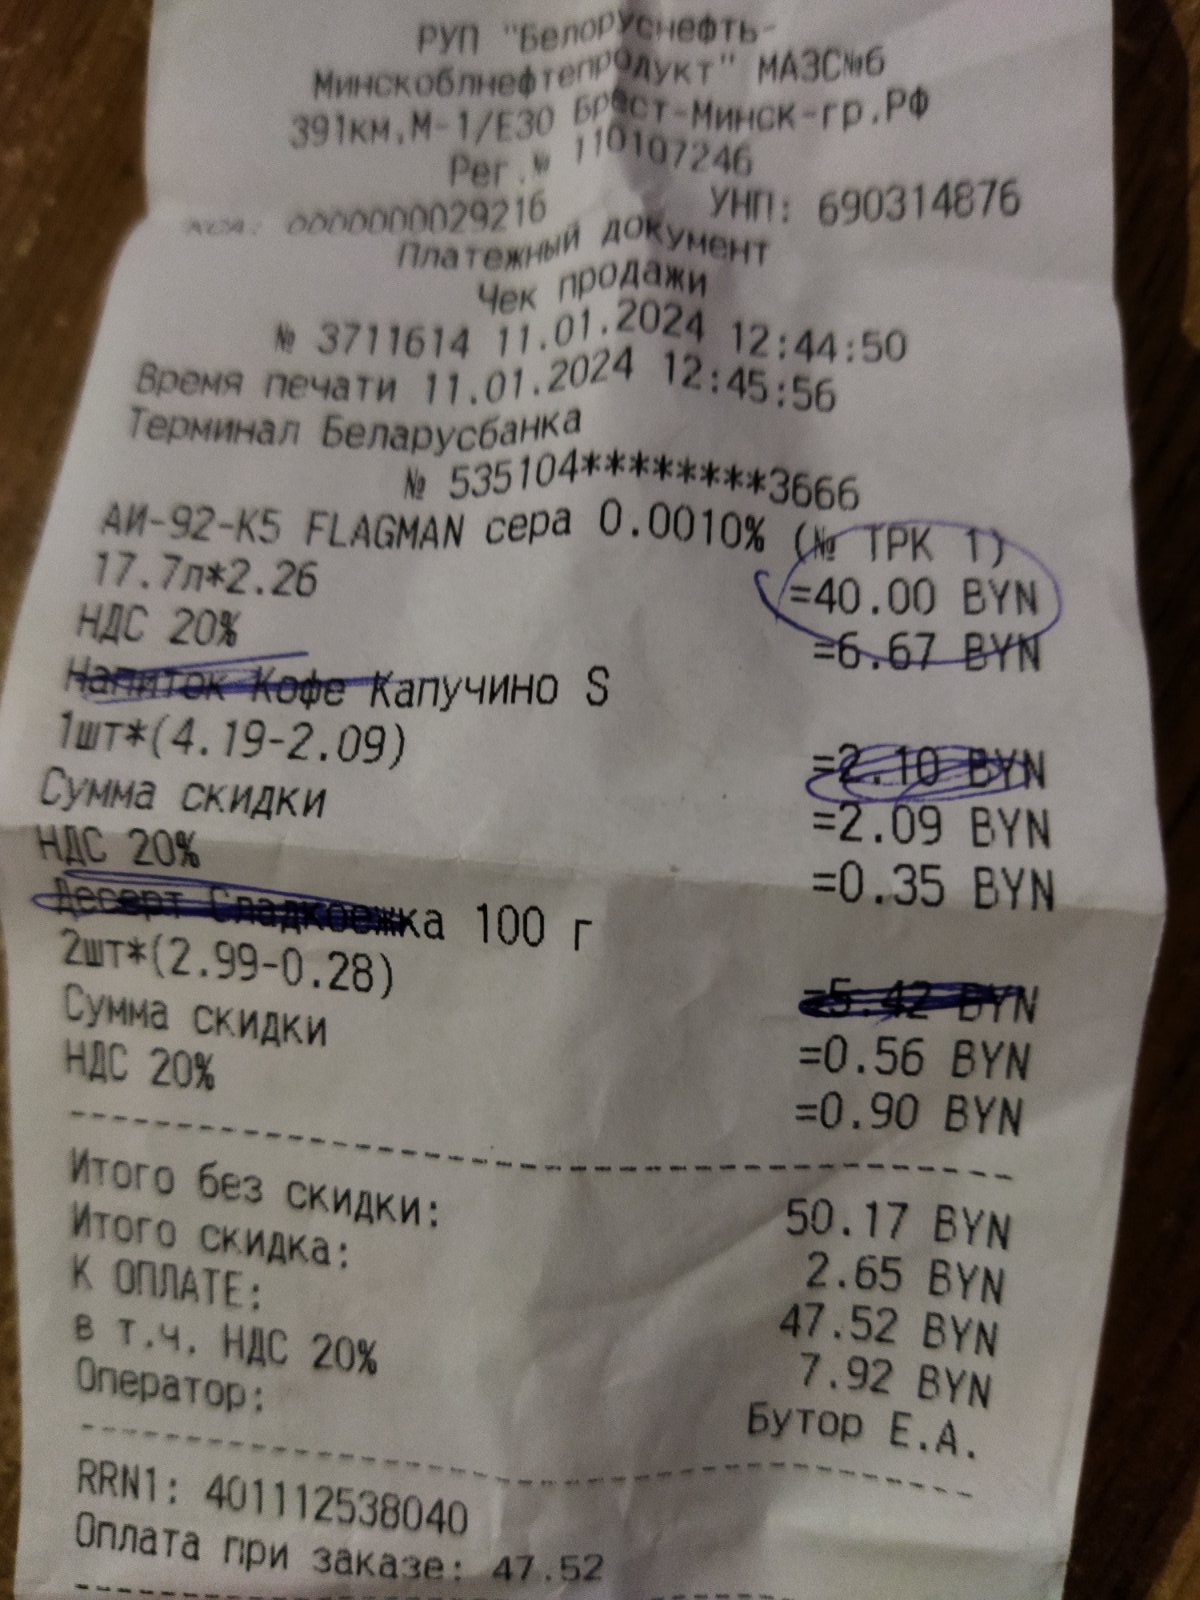 РУП "Белоруснефть-
Минскоблнефтепродукт" МАЗС№6
391км,М-1/Е30 Брест-Минск-гр.РФ
Рег.№ 110107246
УНП: 690314876
0000000029216
Платежный документ
Чек продажи
№ 3711614 11.01.2024 12:44:50
Время печати 11.01.2024 12:45:56
Терминал Беларусбанка
№ 535104********3666
АИ-92-К5 FLAGMAN сера 0.0010% (№ ТРК 1)
17.7л*2.26 =40.00 BYN
НДС 20% =6.67 BYN
Напиток Кофе Капучино S
1шт*(4.19-2.09) =2.10 BYN
Сумма скидки =2.09 BYN
НДС 20% =0.35 BYN
Десерт Сладкоежка 100 г
2шт*(2.99-0.28) =5.42 BYN
Сумма скидки =0.56 BYN
НДС 20% =0.90 BYN
Итого без скидки: 50.17 BYN
Итого скидка: 2.65 BYN
К ОПЛАТЕ: 47.52 BYN
в т.ч. НДС 20% 7.92 BYN
Оператор: Бутор Е.А.
RRN1: 401112538040
Оплата при заказе: 47.52